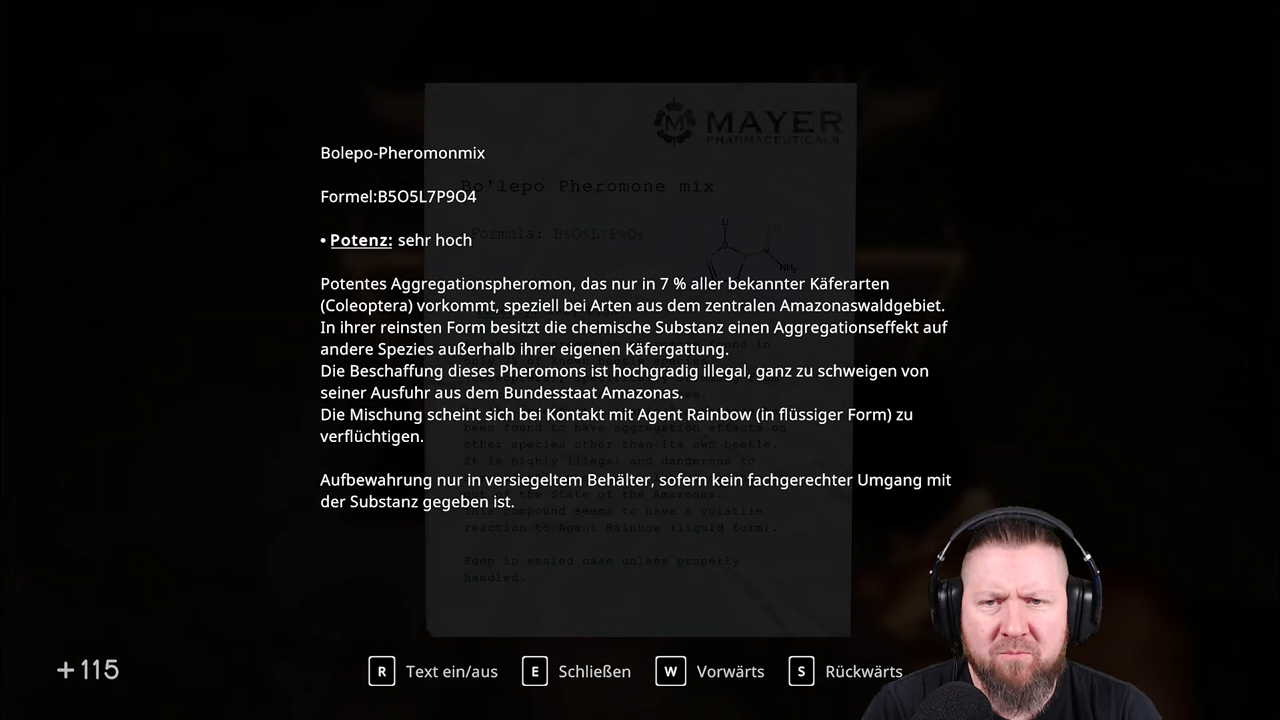 MAYER
PHARMACEUTICALS
Bolepo-Pheromonmix
Bo'lepo Pheromone mix
Formel:B5O5L7P9O4
Formula: B5O5L7P9O4
NH2
• Potenz: sehr hoch
Potentes Aggregationspheromon, das nur in 7 % aller bekannter Käferarten
(Coleoptera) vorkommt, speziell bei Arten aus dem zentralen Amazonaswaldgebiet.
In ihrer reinsten Form besitzt die chemische Substanz einen Aggregationseffekt auf
andere Spezies außerhalb ihrer eigenen Käfergattung.
Die Beschaffung dieses Pheromons ist hochgradig illegal, ganz zu schweigen von
seiner Ausfuhr aus dem Bundesstaat Amazonas.
Die Mischung scheint sich bei Kontakt mit Agent Rainbow (in flüssiger Form) zu
verflüchtigen.
Aufbewahrung nur in versiegeltem Behälter, sofern kein fachgerechter Umgang mit
der Substanz gegeben ist.
been found to have aggregation effects on
other species other than its own beetle.
It is highly illegal and dangerous to
out of the State of the Amazonas.
This compound seems to have a volatile
reaction to Agent Rainbow (liquid form).
Keep in sealed case unless properly
handled.
+115
R Text ein/aus E Schließen W Vorwärts S Rückwärts